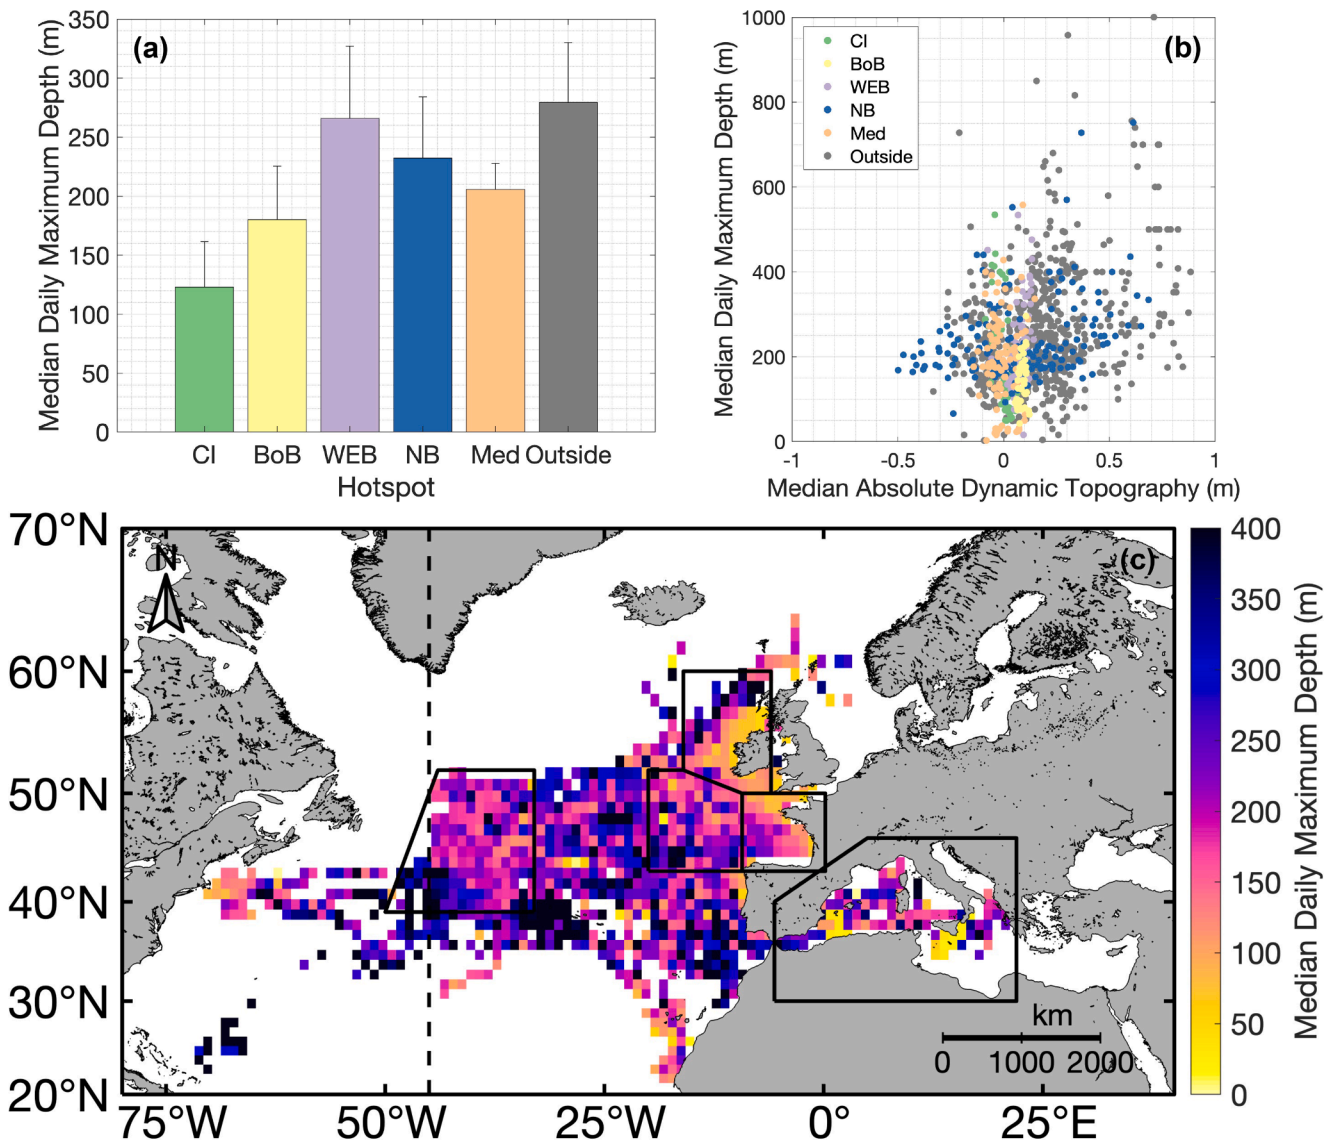 (a)
Median Daily Maximum Depth (m)
350
300
250
200
150
100
50
0
CI BoB WEB NB Med Outside
Hotspot
(b)
Median Daily Maximum Depth (m)
1000
800
600
400
200
0
CI
BoB
WEB
NB
Med
Outside
-1 -0.5 0 0.5 1
Median Absolute Dynamic Topography (m)
(c)
N
70°N
60°N
50°N
40°N
30°N
20°N
75°W 50°W 25°W 0° 25°E
km
0 1000 2000
400
350
300
250
200
150
100
50
0
Median Daily Maximum Depth (m)